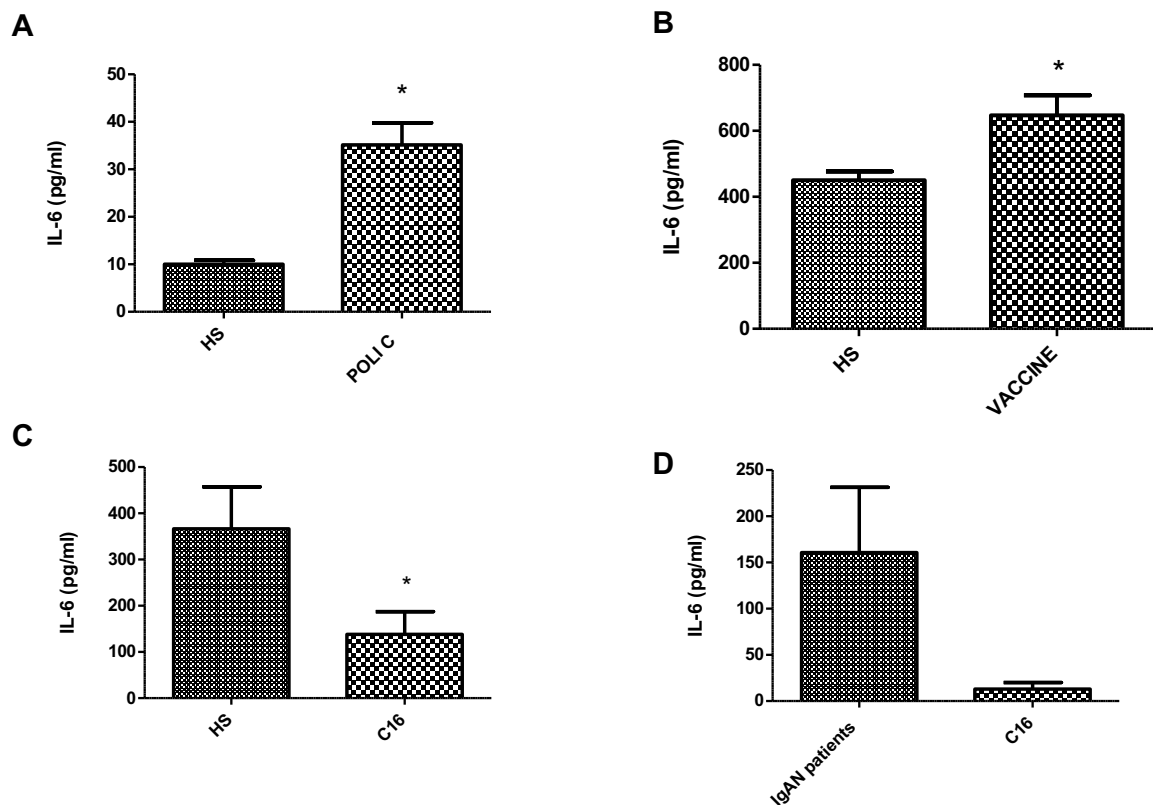 A
IL-6 (pg/ml)
50
40
30
20
10
0
*
HS
POLI C
B
IL-6 (pg/ml)
800
600
400
200
0
*
HS
VACCINE
C
IL-6 (pg/ml)
500
400
300
200
100
0
*
HS
C16
D
IL-6 (pg/ml)
250
200
150
100
50
0
IgAN patients
C16